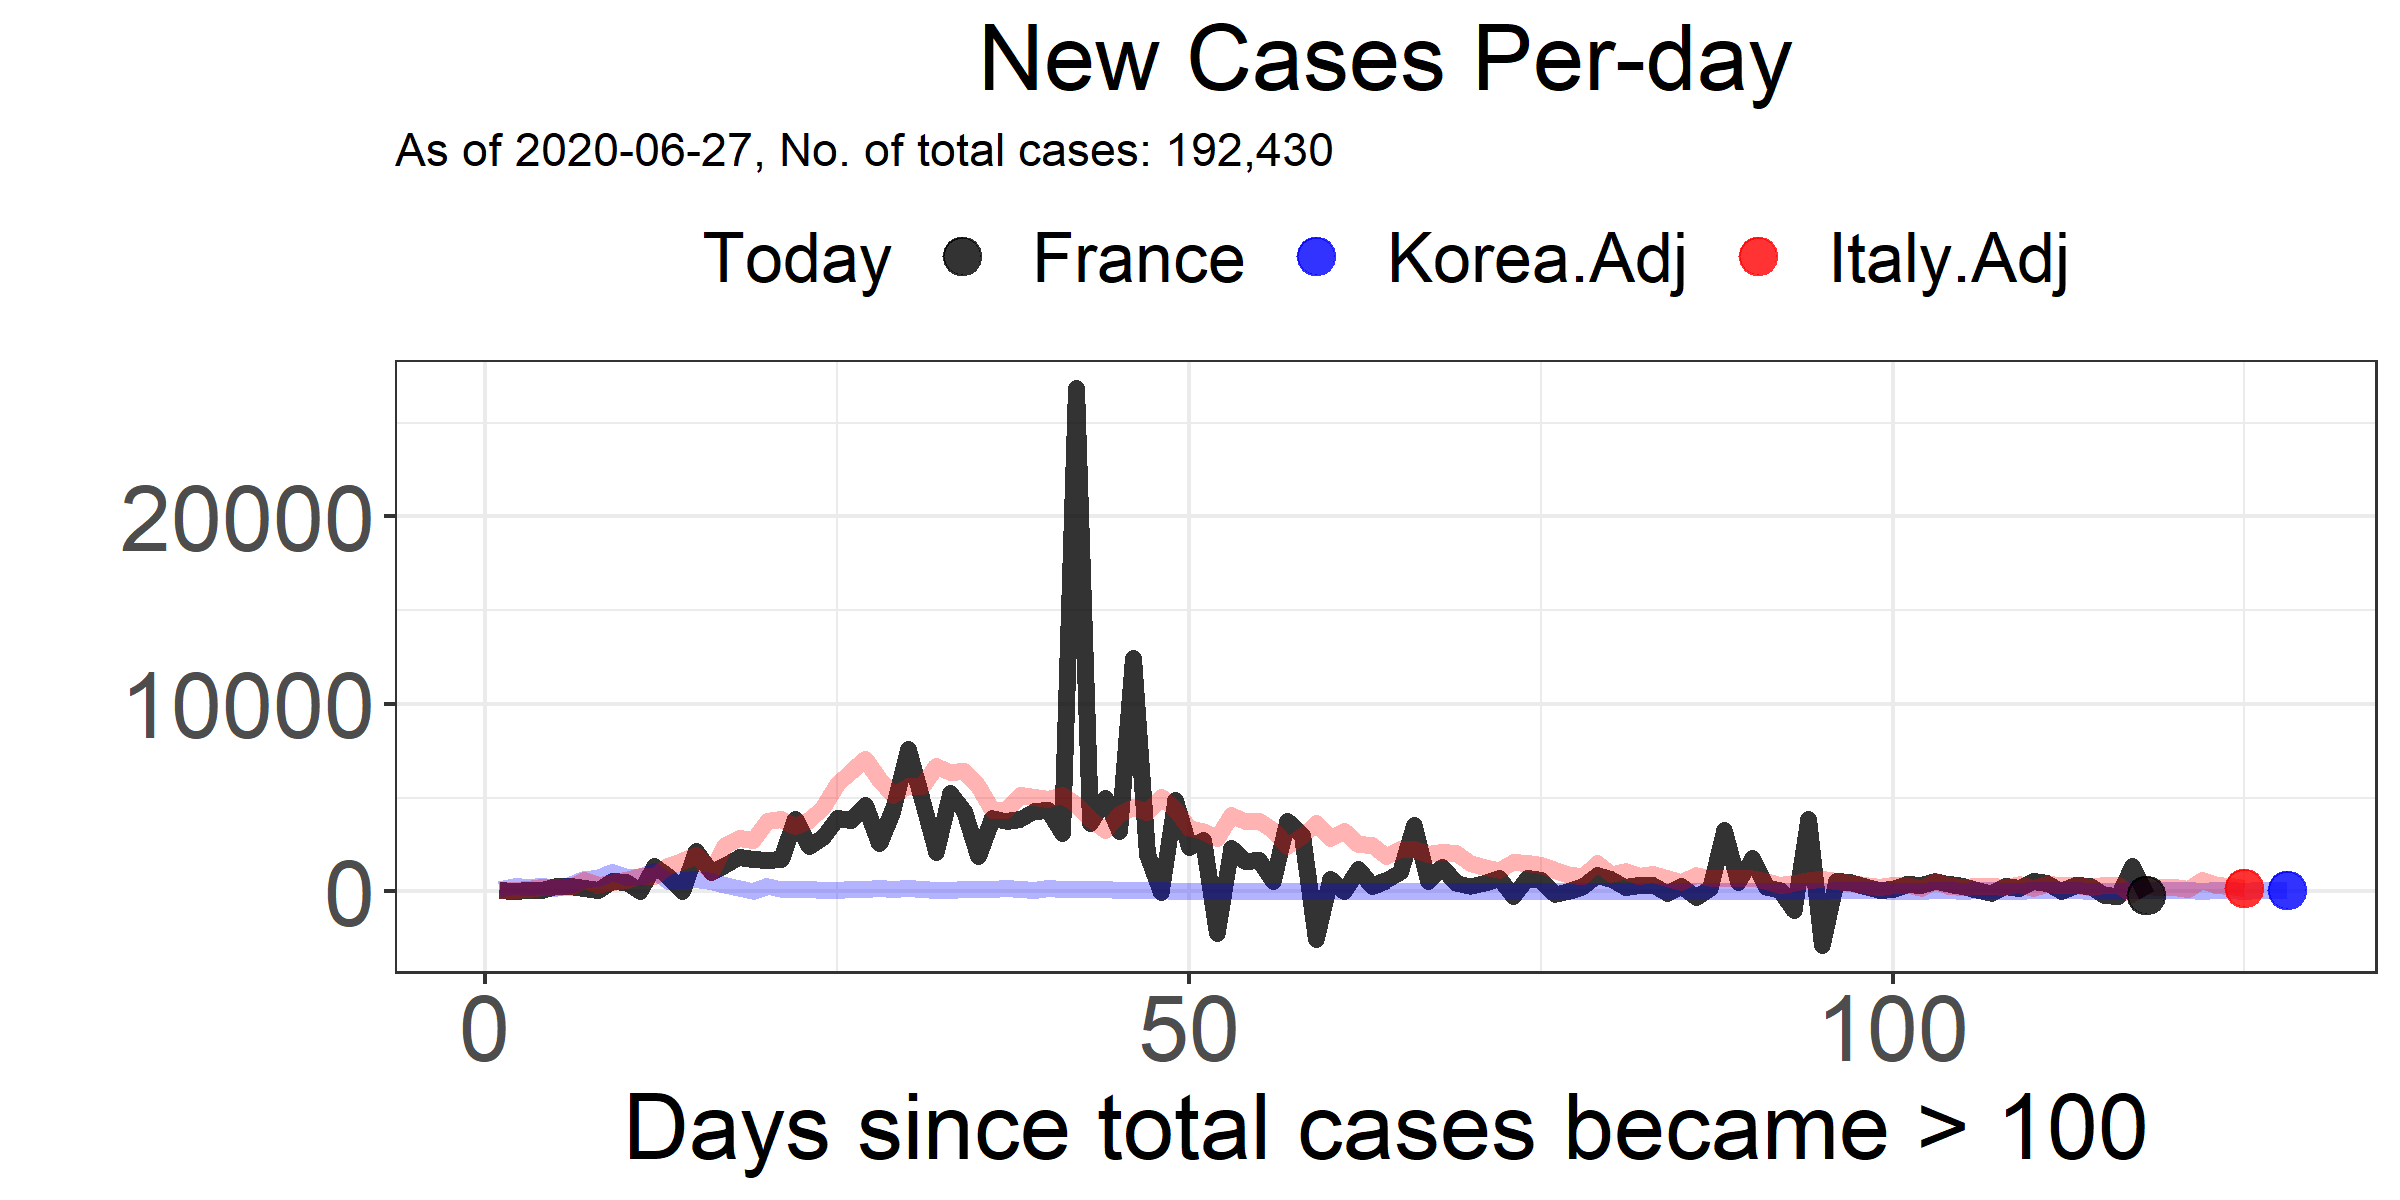 New Cases Per-day
As of 2020-06-27, No. of total cases: 192,430
Today France Korea.Adj Italy.Adj
20000
10000
0
0 50 100
Days since total cases became > 100